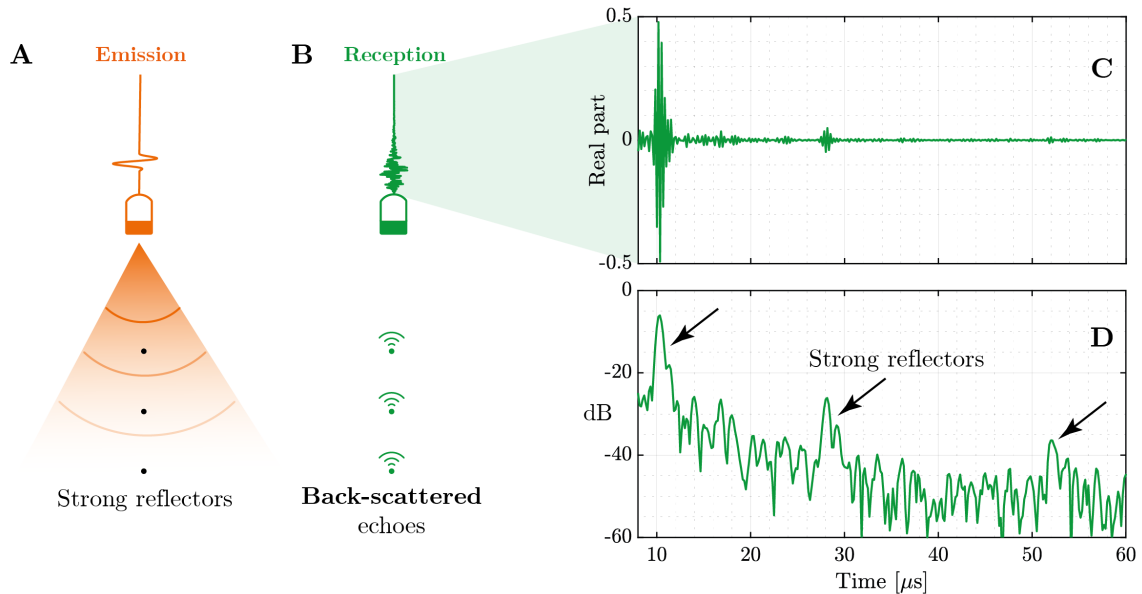 A
Emission
B
Reception
Strong reflectors
Back-scattered
echoes
C
Real part
0.5
0
-0.5
D
Strong reflectors
dB
0
-20
-40
-60
10
20
30
40
50
60
Time [μs]